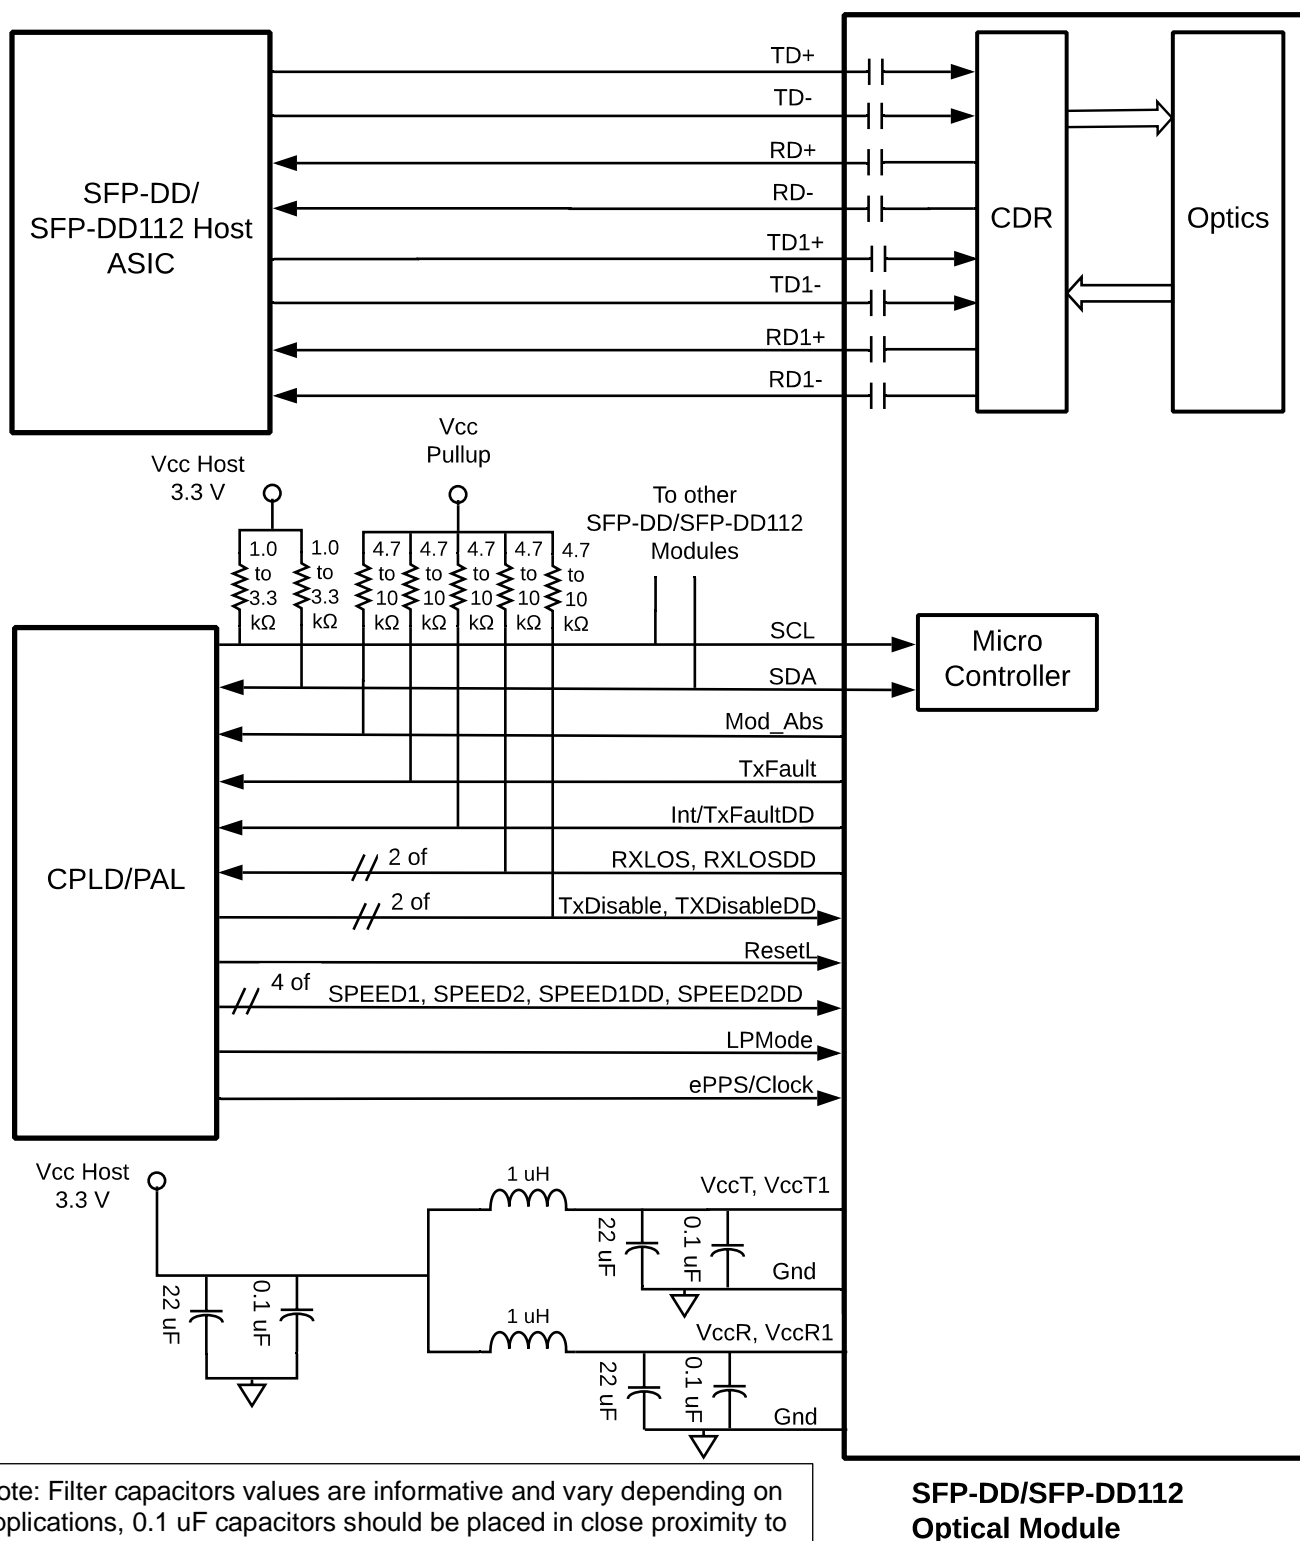 TD+
TD-
RD+
RD-
TD1+
TD1-
RD1+
RD1-
SFP-DD/
SFP-DD112 Host
ASIC
CDR
Optics
Vcc Host
3.3 V
Vcc
Pullup
To other
SFP-DD/SFP-DD112
Modules
1.0
to
3.3
kΩ
1.0
to
3.3
kΩ
4.7
to
10
kΩ
4.7
to
10
kΩ
4.7
to
10
kΩ
4.7
to
10
kΩ
4.7
to
10
kΩ
SCL
SDA
Mod_Abs
TxFault
Int/TxFaultDD
2 of
RXLOS, RXLOSDD
2 of
TxDisable, TXDisableDD
ResetL
4 of
SPEED1, SPEED2, SPEED1DD, SPEED2DD
LPMode
ePPS/Clock
CPLD/PAL
Micro
Controller
Vcc Host
3.3 V
22 uF
0.1 uF
1 uH
VccT, VccT1
22 uF
0.1 uF
Gnd
1 uH
VccR, VccR1
22 uF
0.1 uF
Gnd
ote: Filter capacitors values are informative and vary depending on
pplications, 0.1 uF capacitors should be placed in close proximity to
SFP-DD/SFP-DD112
Optical Module